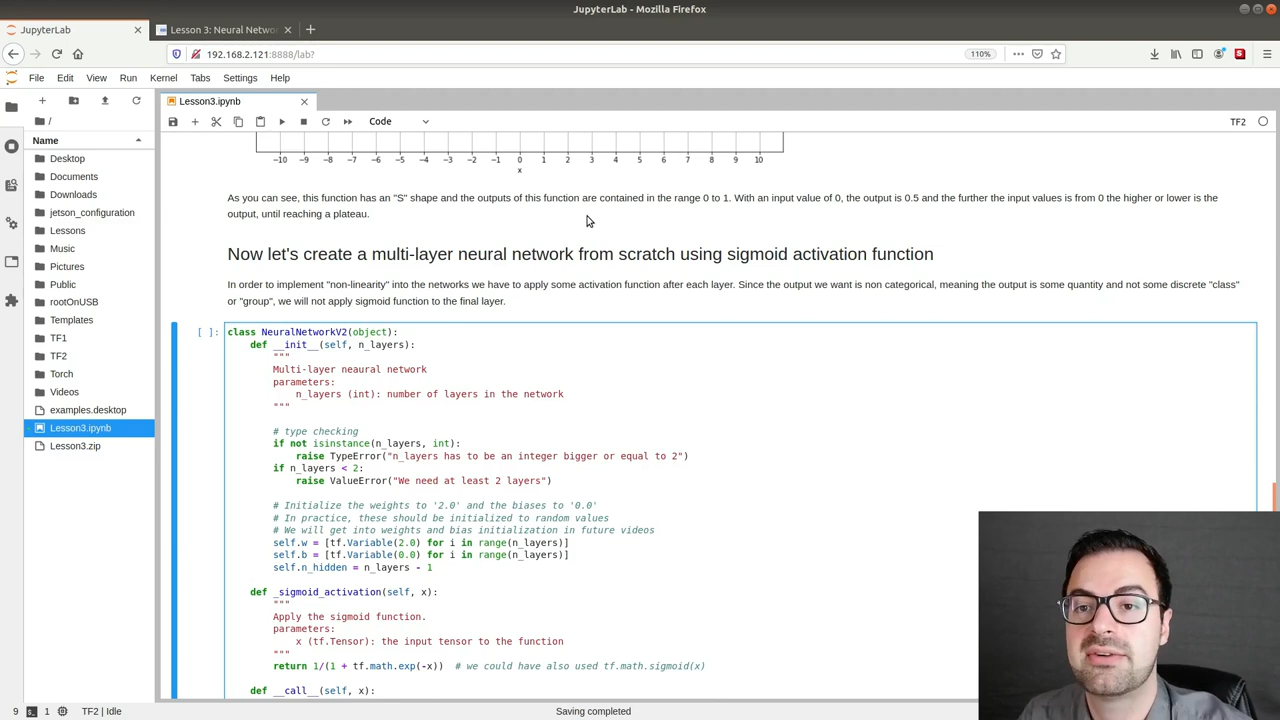 JupyterLab - Mozilla Firefox
JupyterLab
Lesson 3: Neural Netwo
192.168.2.121:8888/lab?
110%
File Edit View Run Kernel Tabs Settings Help
Lesson3.ipynb
Code
TF2
/
Name
Desktop
Documents
Downloads
jetson_configuration
Lessons
Music
Pictures
Public
rootOnUSB
Templates
TF1
TF2
Torch
Videos
examples.desktop
Lesson3.ipynb
Lesson3.zip
−10 −9 −8 −7 −6 −5 −4 −3 −2 −1 0 1 2 3 4 5 6 7 8 9 10
x
As you can see, this function has an "S" shape and the outputs of this function are contained in the range 0 to 1. With an input value of 0, the output is 0.5 and the further the input values is from 0 the higher or lower is the
output, until reaching a plateau.
Now let's create a multi-layer neural network from scratch using sigmoid activation function
In order to implement "non-linearity" into the networks we have to apply some activation function after each layer. Since the output we want is non categorical, meaning the output is some quantity and not some discrete "class"
or "group", we will not apply sigmoid function to the final layer.
[ ]:
class NeuralNetworkV2(object):
def __init__(self, n_layers):
"""
Multi-layer neaural network
parameters:
n_layers (int): number of layers in the network
"""
# type checking
if not isinstance(n_layers, int):
raise TypeError("n_layers has to be an integer bigger or equal to 2")
if n_layers < 2:
raise ValueError("We need at least 2 layers")
# Initialize the weights to '2.0' and the biases to '0.0'
# In practice, these should be initialized to random values
# We will get into weights and bias initialization in future videos
self.w = [tf.Variable(2.0) for i in range(n_layers)]
self.b = [tf.Variable(0.0) for i in range(n_layers)]
self.n_hidden = n_layers - 1
def _sigmoid_activation(self, x):
"""
Apply the sigmoid function.
parameters:
x (tf.Tensor): the input tensor to the function
"""
return 1/(1 + tf.math.exp(-x)) # we could have also used tf.math.sigmoid(x)
def __call__(self, x):
9
1
TF2 | Idle
Saving completed